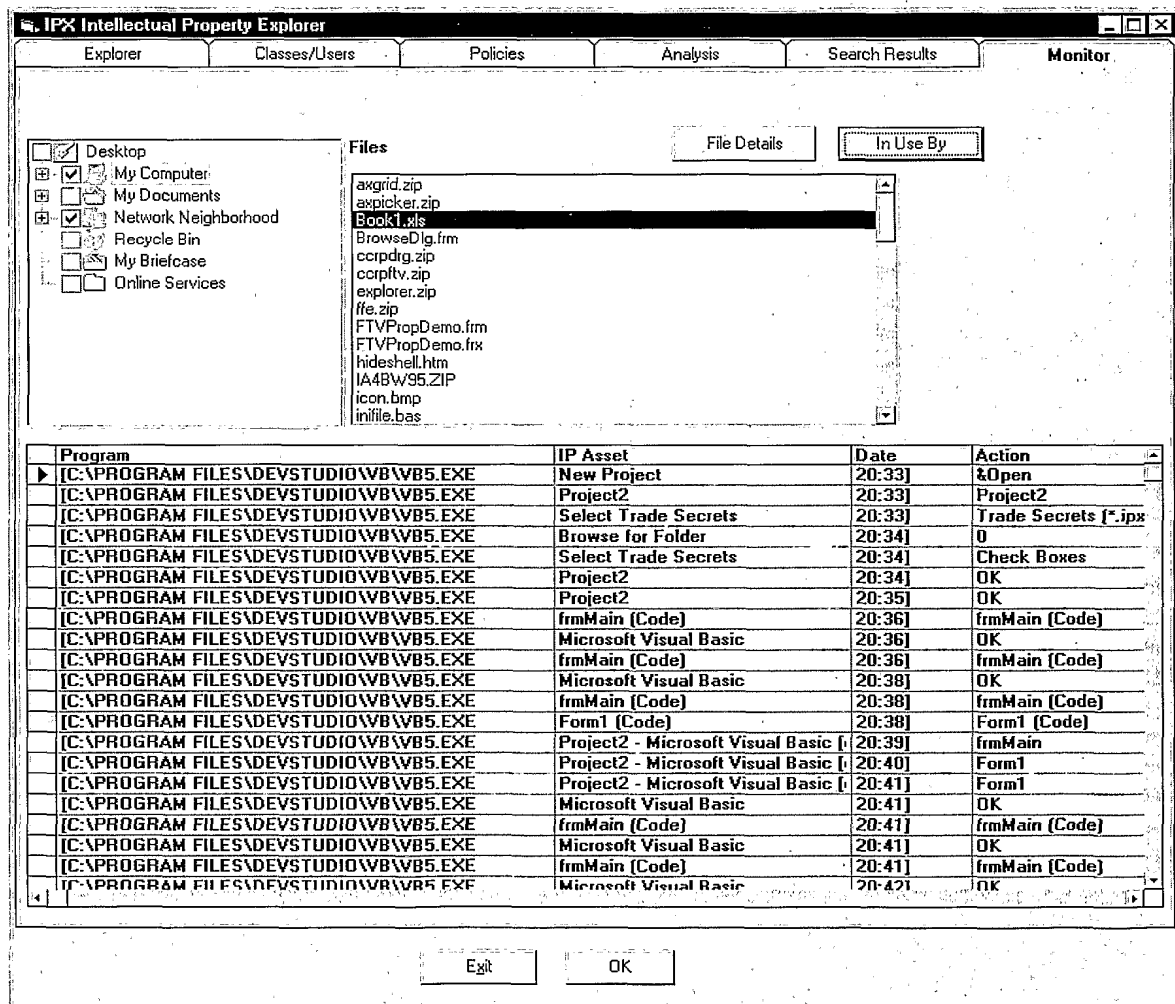 IPX Intellectual Property Explorer
Explorer Classes/Users Policies Analysis Search Results Monitor
File Details In Use By
Files
Desktop
My Computer
My Documents
Network Neighborhood
Recycle Bin
My Briefcase
Online Services
axgrid.zip
axpicker.zip
Book1.xls
BrowseDlg.frm
ccrpdrg.zip
ccrpftv.zip
explorer.zip
ffe.zip
FTVPropDemo.frm
FTVPropDemo.frx
hideshell.htm
IA4BW95.ZIP
icon.bmp
inifile.bas
Program IP Asset Date Action
[C:\PROGRAM FILES\DEVSTUDIO\VB\VB5.EXE New Project 20:33] &Open
[C:\PROGRAM FILES\DEVSTUDIO\VB\VB5.EXE Project2 20:33] Project2
[C:\PROGRAM FILES\DEVSTUDIO\VB\VB5.EXE Select Trade Secrets 20:33] Trade Secrets (*.ipx
[C:\PROGRAM FILES\DEVSTUDIO\VB\VB5.EXE Browse for Folder 20:34] 0
[C:\PROGRAM FILES\DEVSTUDIO\VB\VB5.EXE Select Trade Secrets 20:34] Check Boxes
[C:\PROGRAM FILES\DEVSTUDIO\VB\VB5.EXE Project2 20:34] OK
[C:\PROGRAM FILES\DEVSTUDIO\VB\VB5.EXE Project2 20:35] OK
[C:\PROGRAM FILES\DEVSTUDIO\VB\VB5.EXE frmMain (Code) 20:36] frmMain (Code)
[C:\PROGRAM FILES\DEVSTUDIO\VB\VB5.EXE Microsoft Visual Basic 20:36] OK
[C:\PROGRAM FILES\DEVSTUDIO\VB\VB5.EXE frmMain (Code) 20:36] frmMain (Code)
[C:\PROGRAM FILES\DEVSTUDIO\VB\VB5.EXE Microsoft Visual Basic 20:38] OK
[C:\PROGRAM FILES\DEVSTUDIO\VB\VB5.EXE frmMain (Code) 20:38] frmMain (Code)
[C:\PROGRAM FILES\DEVSTUDIO\VB\VB5.EXE Form1 (Code) 20:38] Form1 (Code)
[C:\PROGRAM FILES\DEVSTUDIO\VB\VB5.EXE Project2 - Microsoft Visual Basic [ 20:39] frmMain
[C:\PROGRAM FILES\DEVSTUDIO\VB\VB5.EXE Project2 - Microsoft Visual Basic [ 20:40] Form1
[C:\PROGRAM FILES\DEVSTUDIO\VB\VB5.EXE Project2 - Microsoft Visual Basic [ 20:41] Form1
[C:\PROGRAM FILES\DEVSTUDIO\VB\VB5.EXE Microsoft Visual Basic 20:41] OK
[C:\PROGRAM FILES\DEVSTUDIO\VB\VB5.EXE frmMain (Code) 20:41] frmMain (Code)
[C:\PROGRAM FILES\DEVSTUDIO\VB\VB5.EXE Microsoft Visual Basic 20:41] OK
[C:\PROGRAM FILES\DEVSTUDIO\VB\VB5.EXE frmMain (Code) 20:41] frmMain (Code)
[C:\PROGRAM FILES\DEVSTUDIO\VB\VB5.EXE Microsoft Visual Basic 20:42] OK
Exit OK